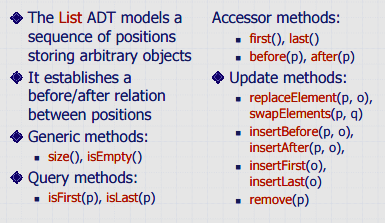 The List ADT models a
sequence of positions
storing arbitrary objects
It establishes a
before/after relation
between positions
Generic methods:
size(), isEmpty()
Query methods:
isFirst(p), isLast(p)
Accessor methods:
first(), last()
before(p), after(p)
Update methods:
replaceElement(p, o),
swapElements(p, q)
insertBefore(p, o),
insertAfter(p, o),
insertFirst(o),
insertLast(o)
remove(p)